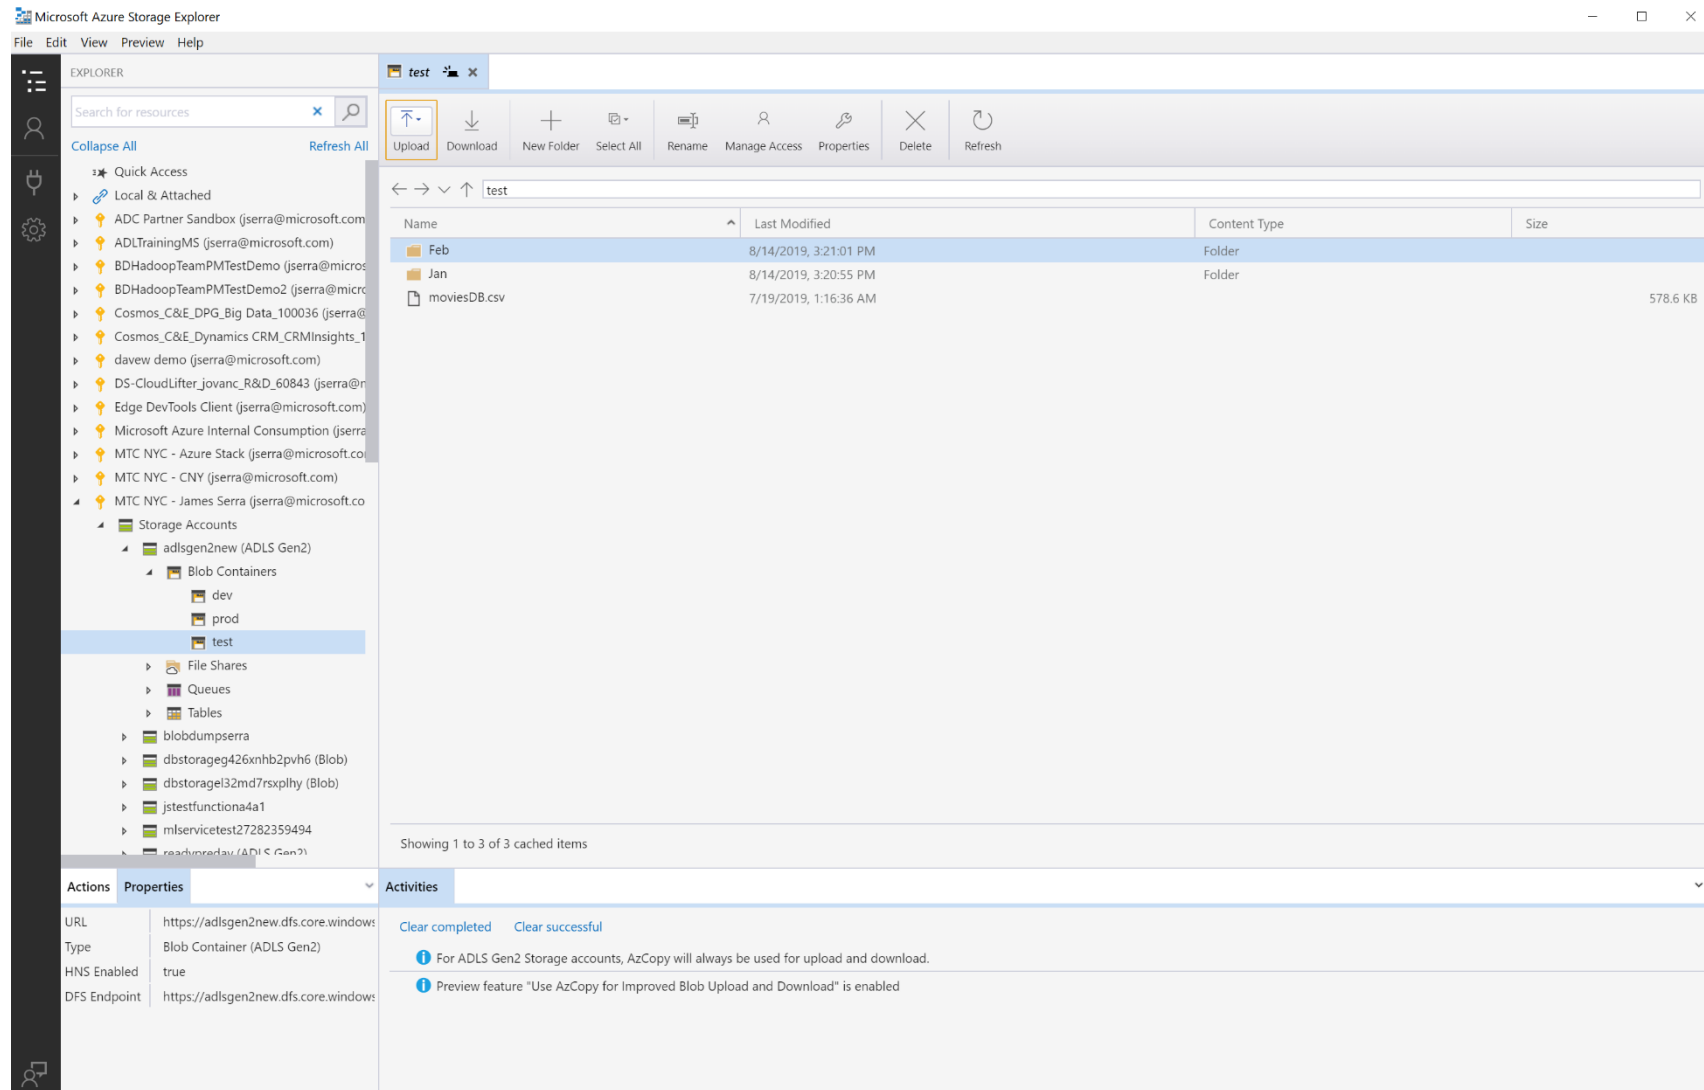 Microsoft Azure Storage Explorer
File Edit View Preview Help
EXPLORER
Search for resources
Collapse All Refresh All
Quick Access
Local & Attached
ADC Partner Sandbox (jserra@microsoft.com
ADLTrainingMS (jserra@microsoft.com)
BDHadoopTeamPMTestDemo (jserra@micros
BDHadoopTeamPMTestDemo2 (jserra@micro
Cosmos_C&E_DPG_Big Data_100036 (jserra@
Cosmos_C&E_Dynamics CRM_CRMInsights_1
davew demo (jserra@microsoft.com)
DS-CloudLifter_jovanc_R&D_60843 (jserra@m
Edge DevTools Client (jserra@microsoft.com)
Microsoft Azure Internal Consumption (jserra
MTC NYC - Azure Stack (jserra@microsoft.co
MTC NYC - CNY (jserra@microsoft.com)
MTC NYC - James Serra (jserra@microsoft.co
Storage Accounts
adlsgen2new (ADLS Gen2)
Blob Containers
dev
prod
test
File Shares
Queues
Tables
blobdumpserra
dbstorageg426xnhb2pvh6 (Blob)
dbstoragel32md7rsxplhy (Blob)
jstestfunctiona4a1
mlservicetest27282359494
readypreday (ADLS Gen2)
Actions Properties
URL https://adlsgen2new.dfs.core.windows
Type Blob Container (ADLS Gen2)
HNS Enabled true
DFS Endpoint https://adlsgen2new.dfs.core.windows
test
Upload Download New Folder Select All Rename Manage Access Properties Delete Refresh
test
Name Last Modified Content Type Size
Feb 8/14/2019, 3:21:01 PM Folder
Jan 8/14/2019, 3:20:55 PM Folder
moviesDB.csv 7/19/2019, 1:16:36 AM 578.6 KB
Showing 1 to 3 of 3 cached items
Activities
Clear completed Clear successful
For ADLS Gen2 Storage accounts, AzCopy will always be used for upload and download.
Preview feature "Use AzCopy for Improved Blob Upload and Download" is enabled